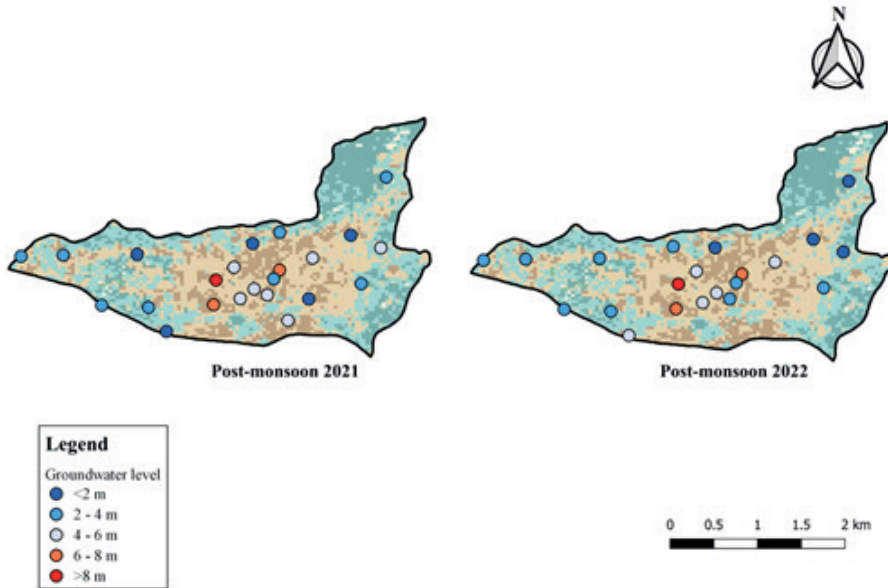 N
Post-monsoon 2021
Post-monsoon 2022
Legend
Groundwater level
<2 m
2 - 4 m
4 - 6 m
6 - 8 m
>8 m
0 0.5 1 1.5 2 km